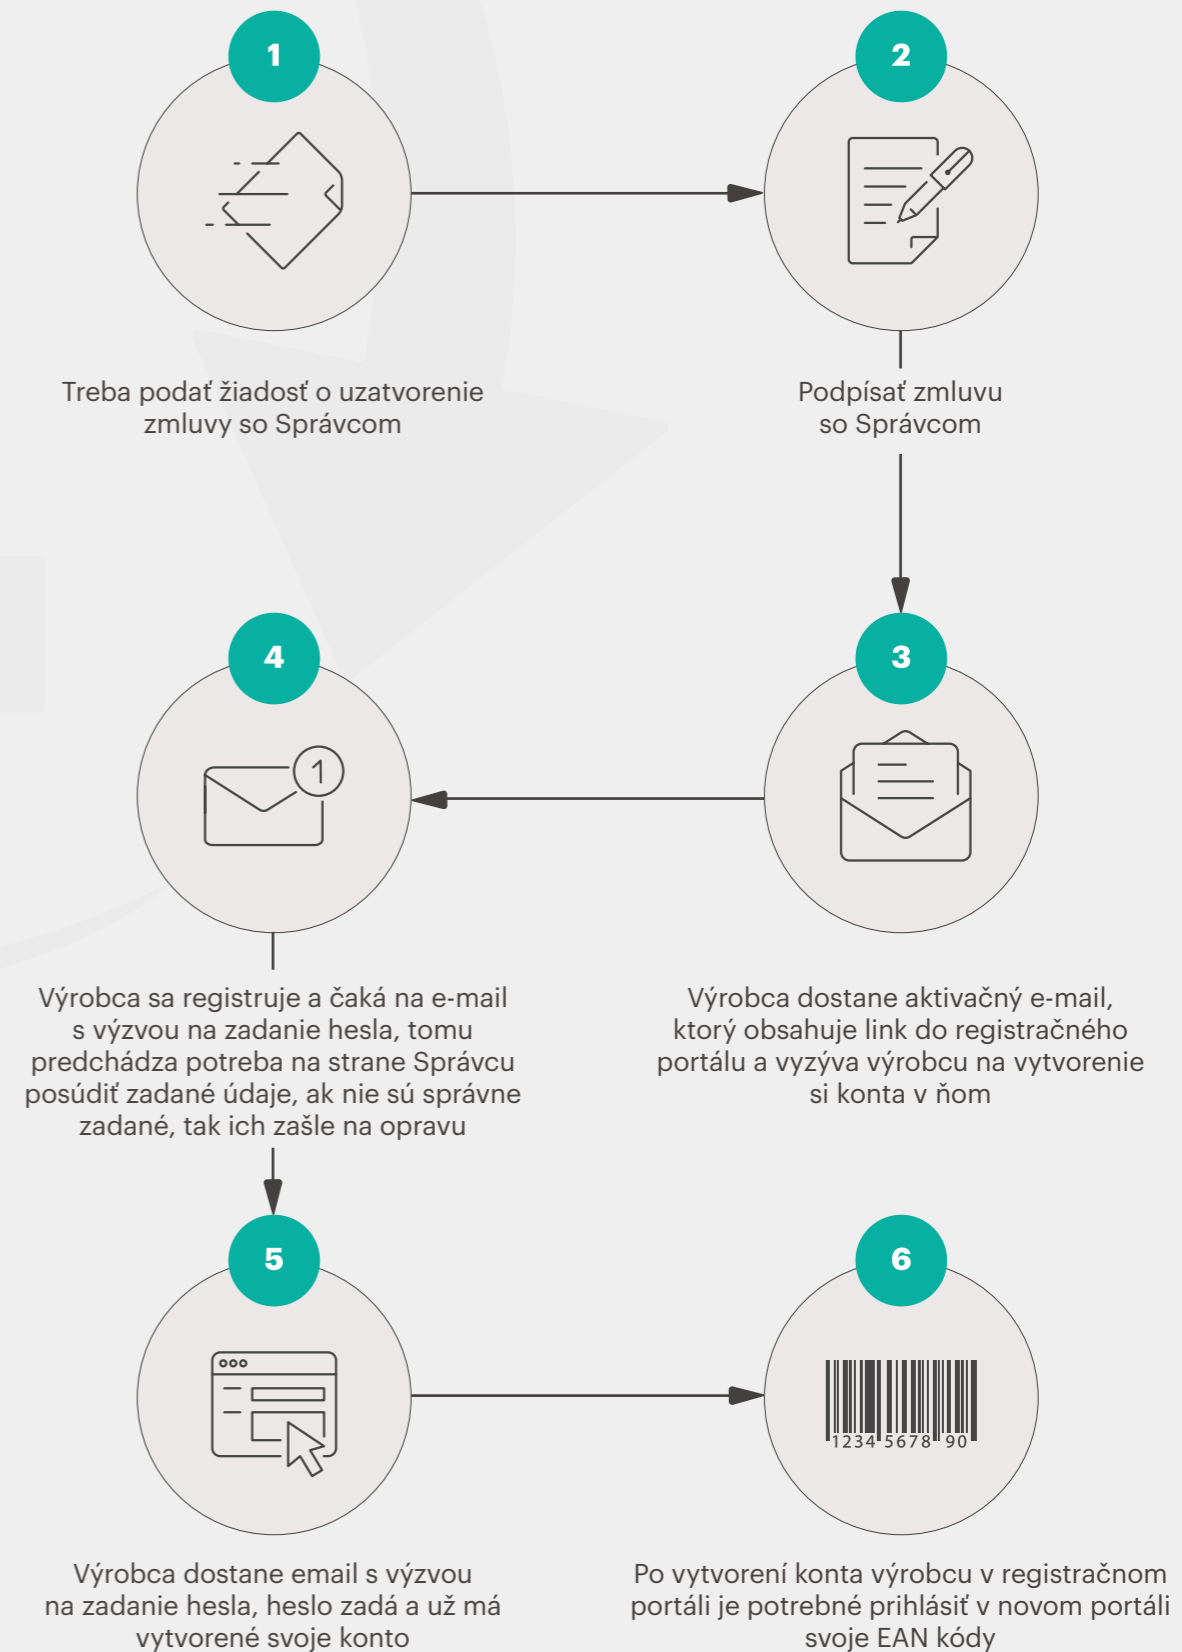 1
Treba podať žiadosť o uzatvorenie
zmluvy so Správcom
2
Podpísať zmluvu
so Správcom
3
Výrobca dostane aktivačný e-mail,
ktorý obsahuje link do registračného
portálu a vyzýva výrobcu na vytvorenie
si konta v ňom
4
1
Výrobca sa registruje a čaká na e-mail
s výzvou na zadanie hesla, tomu
predchádza potreba na strane Správcu
posúdiť zadané údaje, ak nie sú správne
zadané, tak ich zašle na opravu
5
Výrobca dostane email s výzvou
na zadanie hesla, heslo zadá a už má
vytvorené svoje konto
6
1234 5678 90
Po vytvorení konta výrobcu v registračnom
portáli je potrebné prihlásiť v novom portáli
svoje EAN kódy